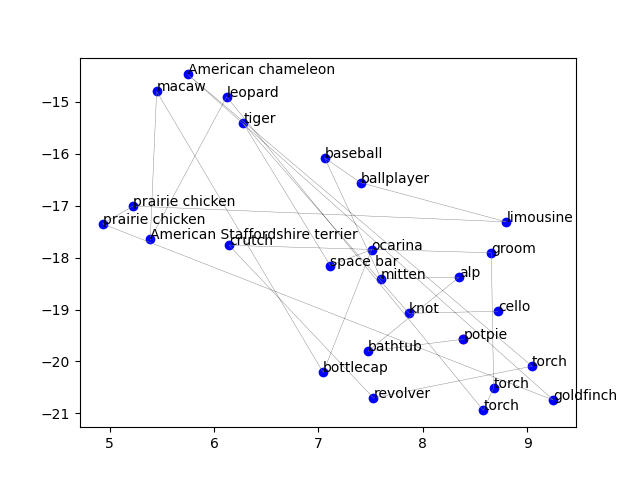 American chameleon
macaw
leopard
tiger
baseball
ballplayer
prairie chicken
prairie chicken
limousine
American Staffordshire terrier
crutch
ocarina
groom
space bar
mitten
alp
knot
cello
potpie
bathtub
bottlecap
torch
torch
revolver
goldfinch
torch
−15
−16
−17
−18
−19
−20
−21
5 6 7 8 9